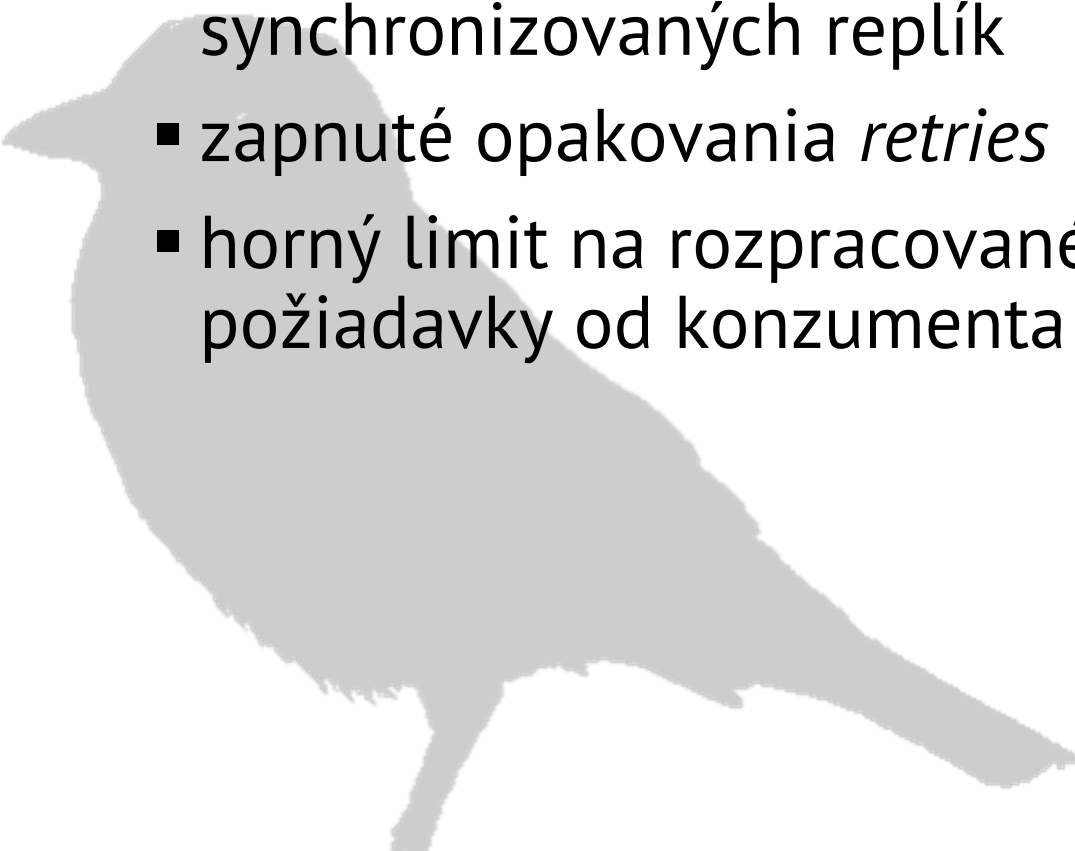 synchronizovaných replík
▪ zapnuté opakovania retries
▪ horný limit na rozpracované
požiadavky od konzumenta